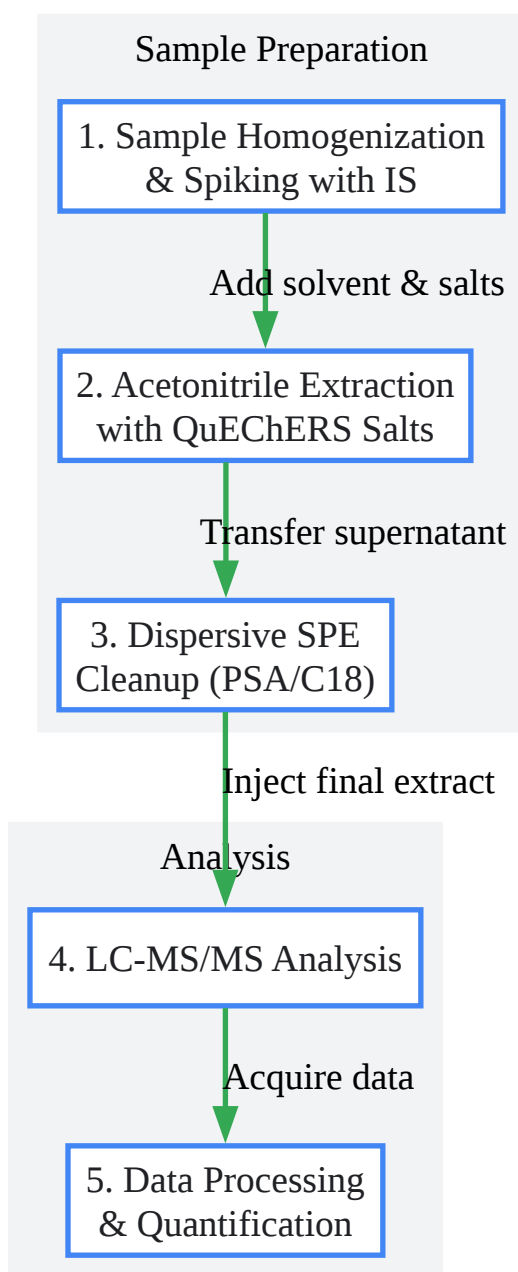 Sample Preparation
1. Sample Homogenization
& Spiking with IS
Add solvent & salts
2. Acetonitrile Extraction
with QuEChERS Salts
Transfer supernatant
3. Dispersive SPE
Cleanup (PSA/C18)
Inject final extract
Analysis
4. LC-MS/MS Analysis
Acquire data
5. Data Processing
& Quantification